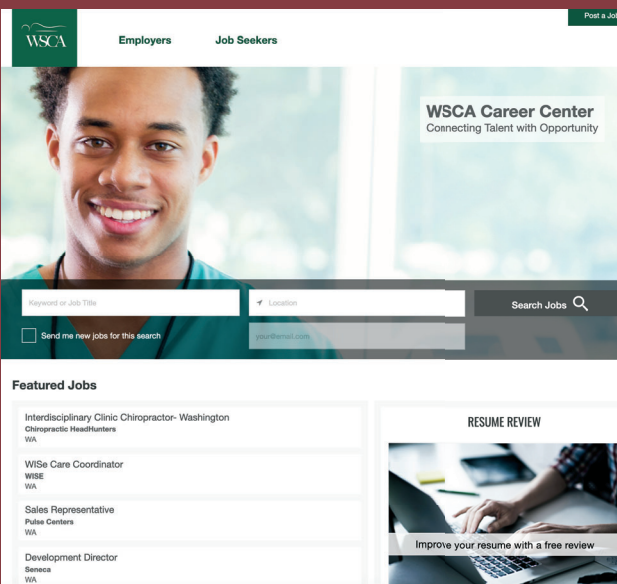 Post a Job
WSCA
Employers
Job Seekers
WSCA Career Center
Connecting Talent with Opportunity
Keyword or Job Title
Location
Search Jobs
Send me new jobs for this search
your@email.com
Featured Jobs
Interdisciplinary Clinic Chiropractor- Washington
Chiropractic HeadHunters
WA
WISe Care Coordinator
WISE
WA
Sales Representative
Pulse Centers
WA
Development Director
Seneca
WA
RESUME REVIEW
Improve your resume with a free review